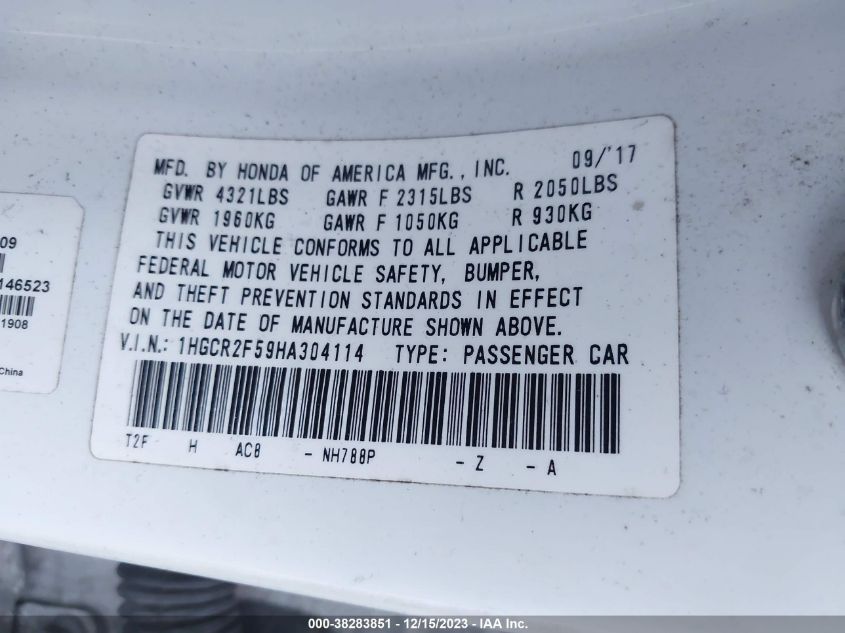 MFD. BY HONDA OF AMERICA MFG., INC. 09/'17
GVWR 4321LBS GAWR F 2315LBS R 2050LBS
GVWR 1960KG GAWR F 1050KG R 930KG
THIS VEHICLE CONFORMS TO ALL APPLICABLE
FEDERAL MOTOR VEHICLE SAFETY, BUMPER,
AND THEFT PREVENTION STANDARDS IN EFFECT
ON THE DATE OF MANUFACTURE SHOWN ABOVE.
V.I.N.: 1HGCR2F59HA304114 TYPE: PASSENGER CAR
T2F H AC8 - NH788P - Z - A
09
146523
1908
China
000-38283851 - 12/15/2023 - IAA Inc.